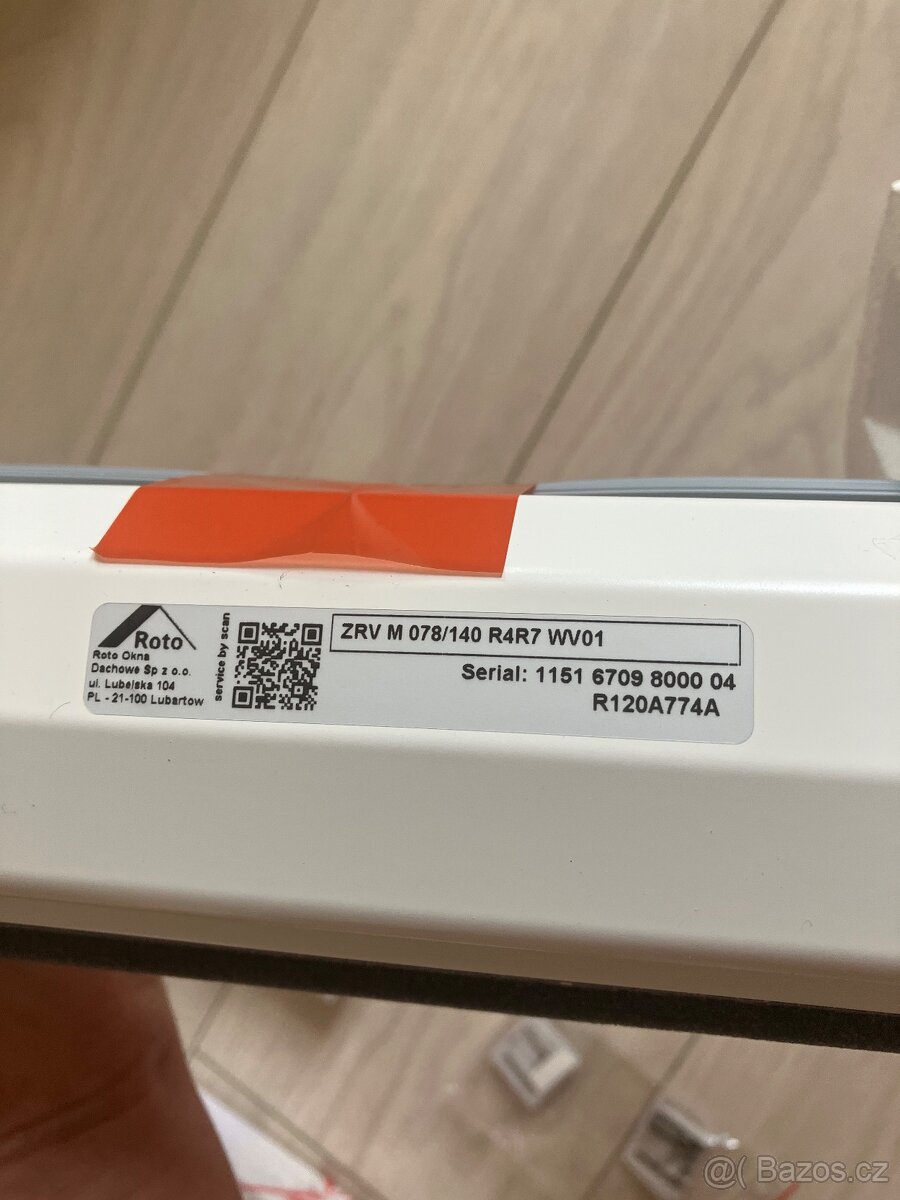 Roto
Roto Okna
Dachowe Sp z o.o.
ul. Lubelska 104
PL - 21-100 Lubartow
service by scan
ZRV M 078/140 R4R7 WV01
Serial: 1151 6709 8000 04
R120A774A
@( Bazos.cz